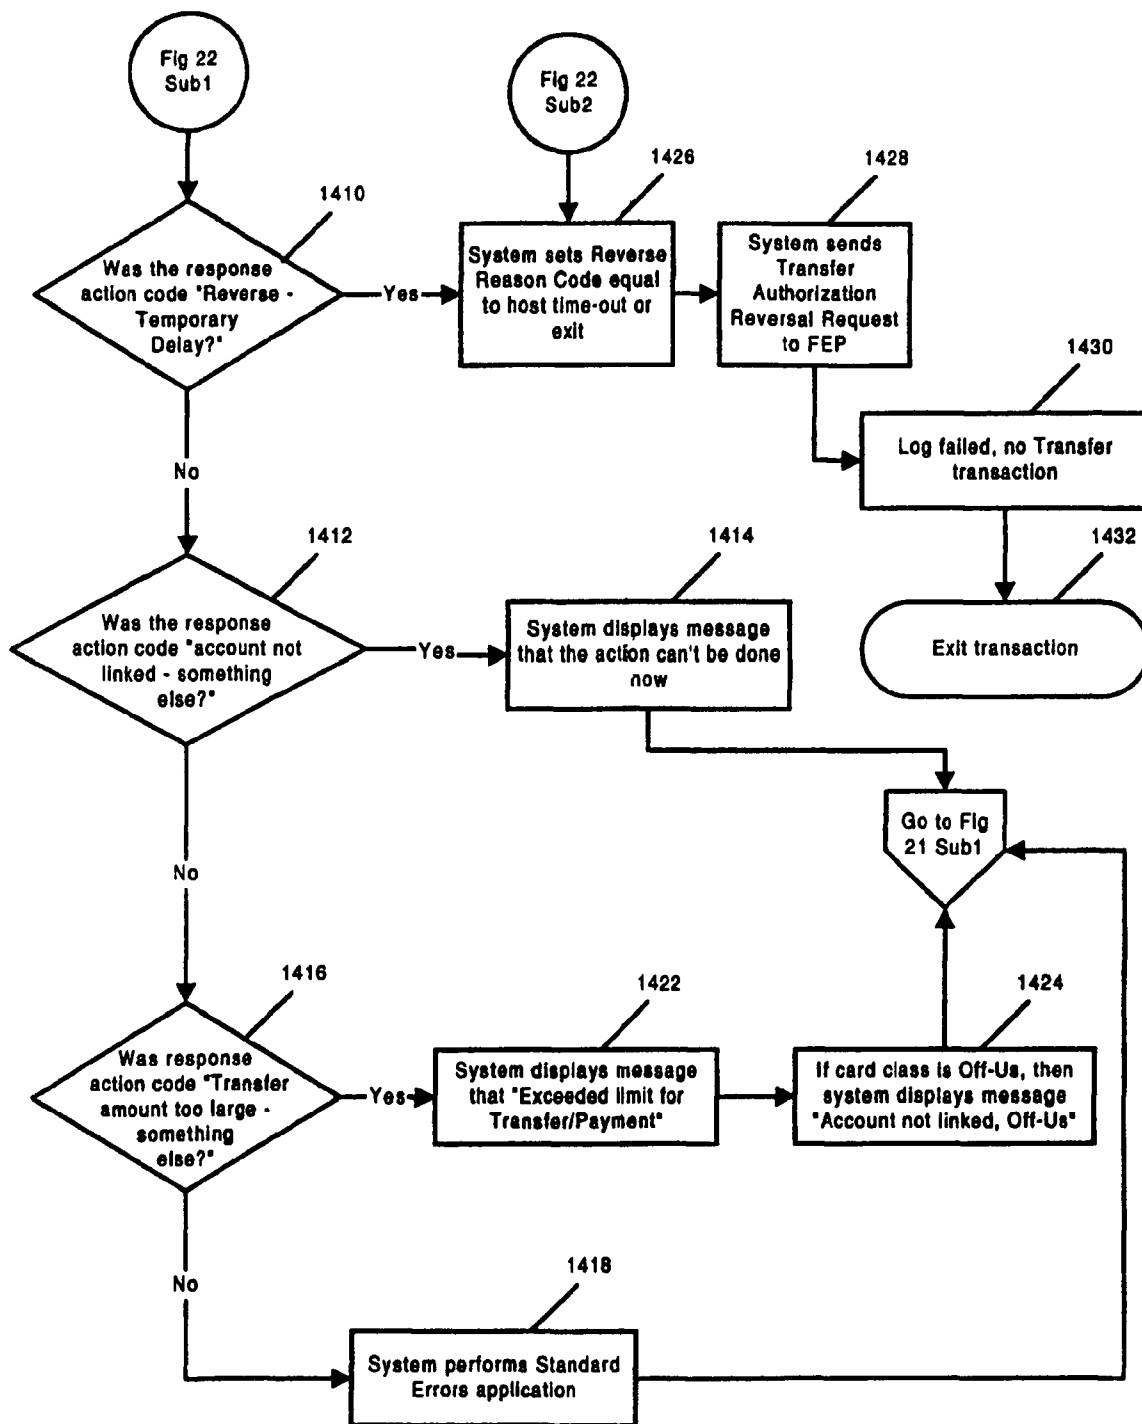 Fig 22
Sub1
Fig 22
Sub2
1410
1426
1428
Was the response
action code "Reverse -
Temporary
Delay?"
Yes
System sets Reverse
Reason Code equal
to host time-out or
exit
System sends
Transfer
Authorization
Reversal Request
to FEP
1430
Log failed, no Transfer
transaction
No
1412
1414
1432
Was the response
action code "account not
linked - something
else?"
Yes
System displays message
that the action can't be done
now
Exit transaction
Go to Fig
21 Sub1
No
1416
1422
1424
Was response
action code "Transfer
amount too large -
something
else?"
Yes
System displays message
that "Exceeded limit for
Transfer/Payment"
If card class is Off-Us, then
system displays message
"Account not linked, Off-Us"
No
1418
System performs Standard
Errors application